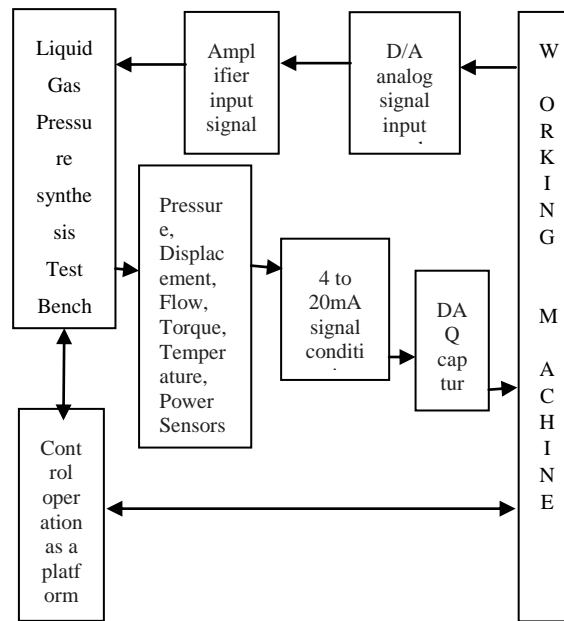 Liquid
Gas
Pressu
re
synthe
sis
Test
Bench
Ampl
ifier
input
signal
D/A
analog
signal
input
W
ORKING
M
ACHINE
Pressur
e,
Displac
ement,
Flow,
Torque,
Temper
ature,
Power
Sensors
4 to
20mA
signal
conditi
DA
Q
cap
tur
Cont
rol
oper
ation
as a
platf
orm